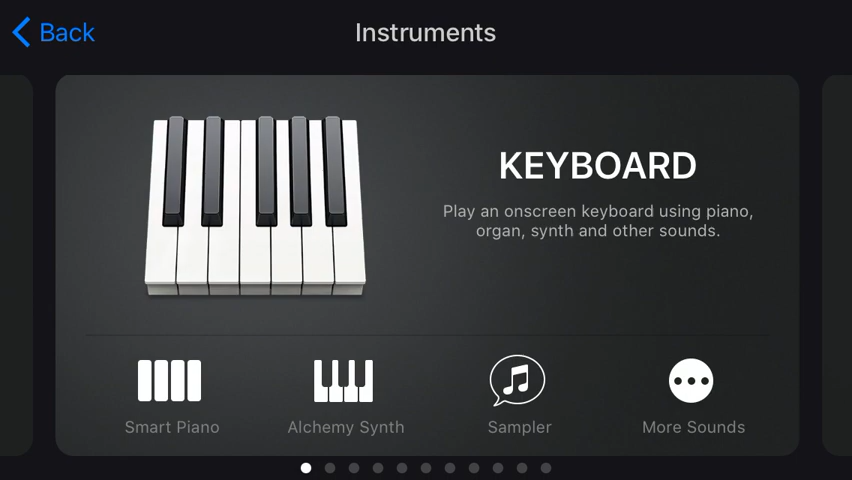 Back
Instruments
KEYBOARD
Play an onscreen keyboard using piano,
organ, synth and other sounds.
Smart Piano
Alchemy Synth
Sampler
More Sounds